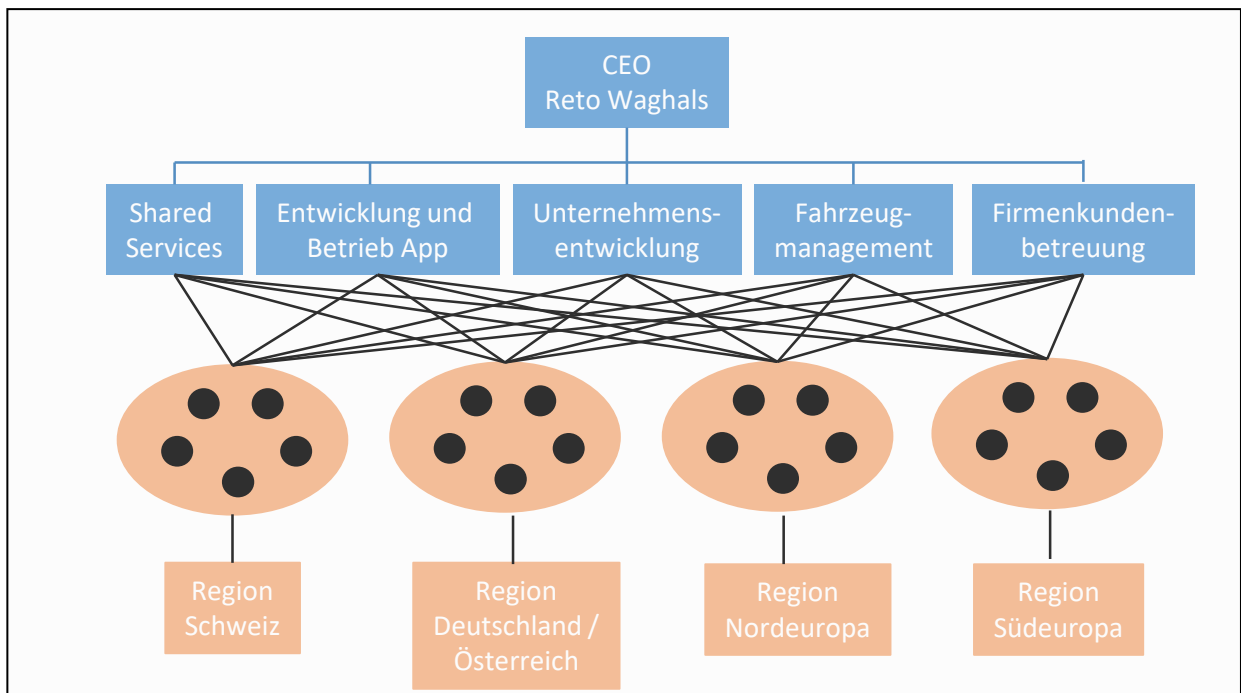 CEO
Reto Waghals
Shared
Services
Entwicklung und
Betrieb App
Unternehmens-
entwicklung
Fahrzeug-
management
Firmenkunden-
betreuung
Region
Schweiz
Region
Deutschland /
Österreich
Region
Nordeuropa
Region
Südeuropa